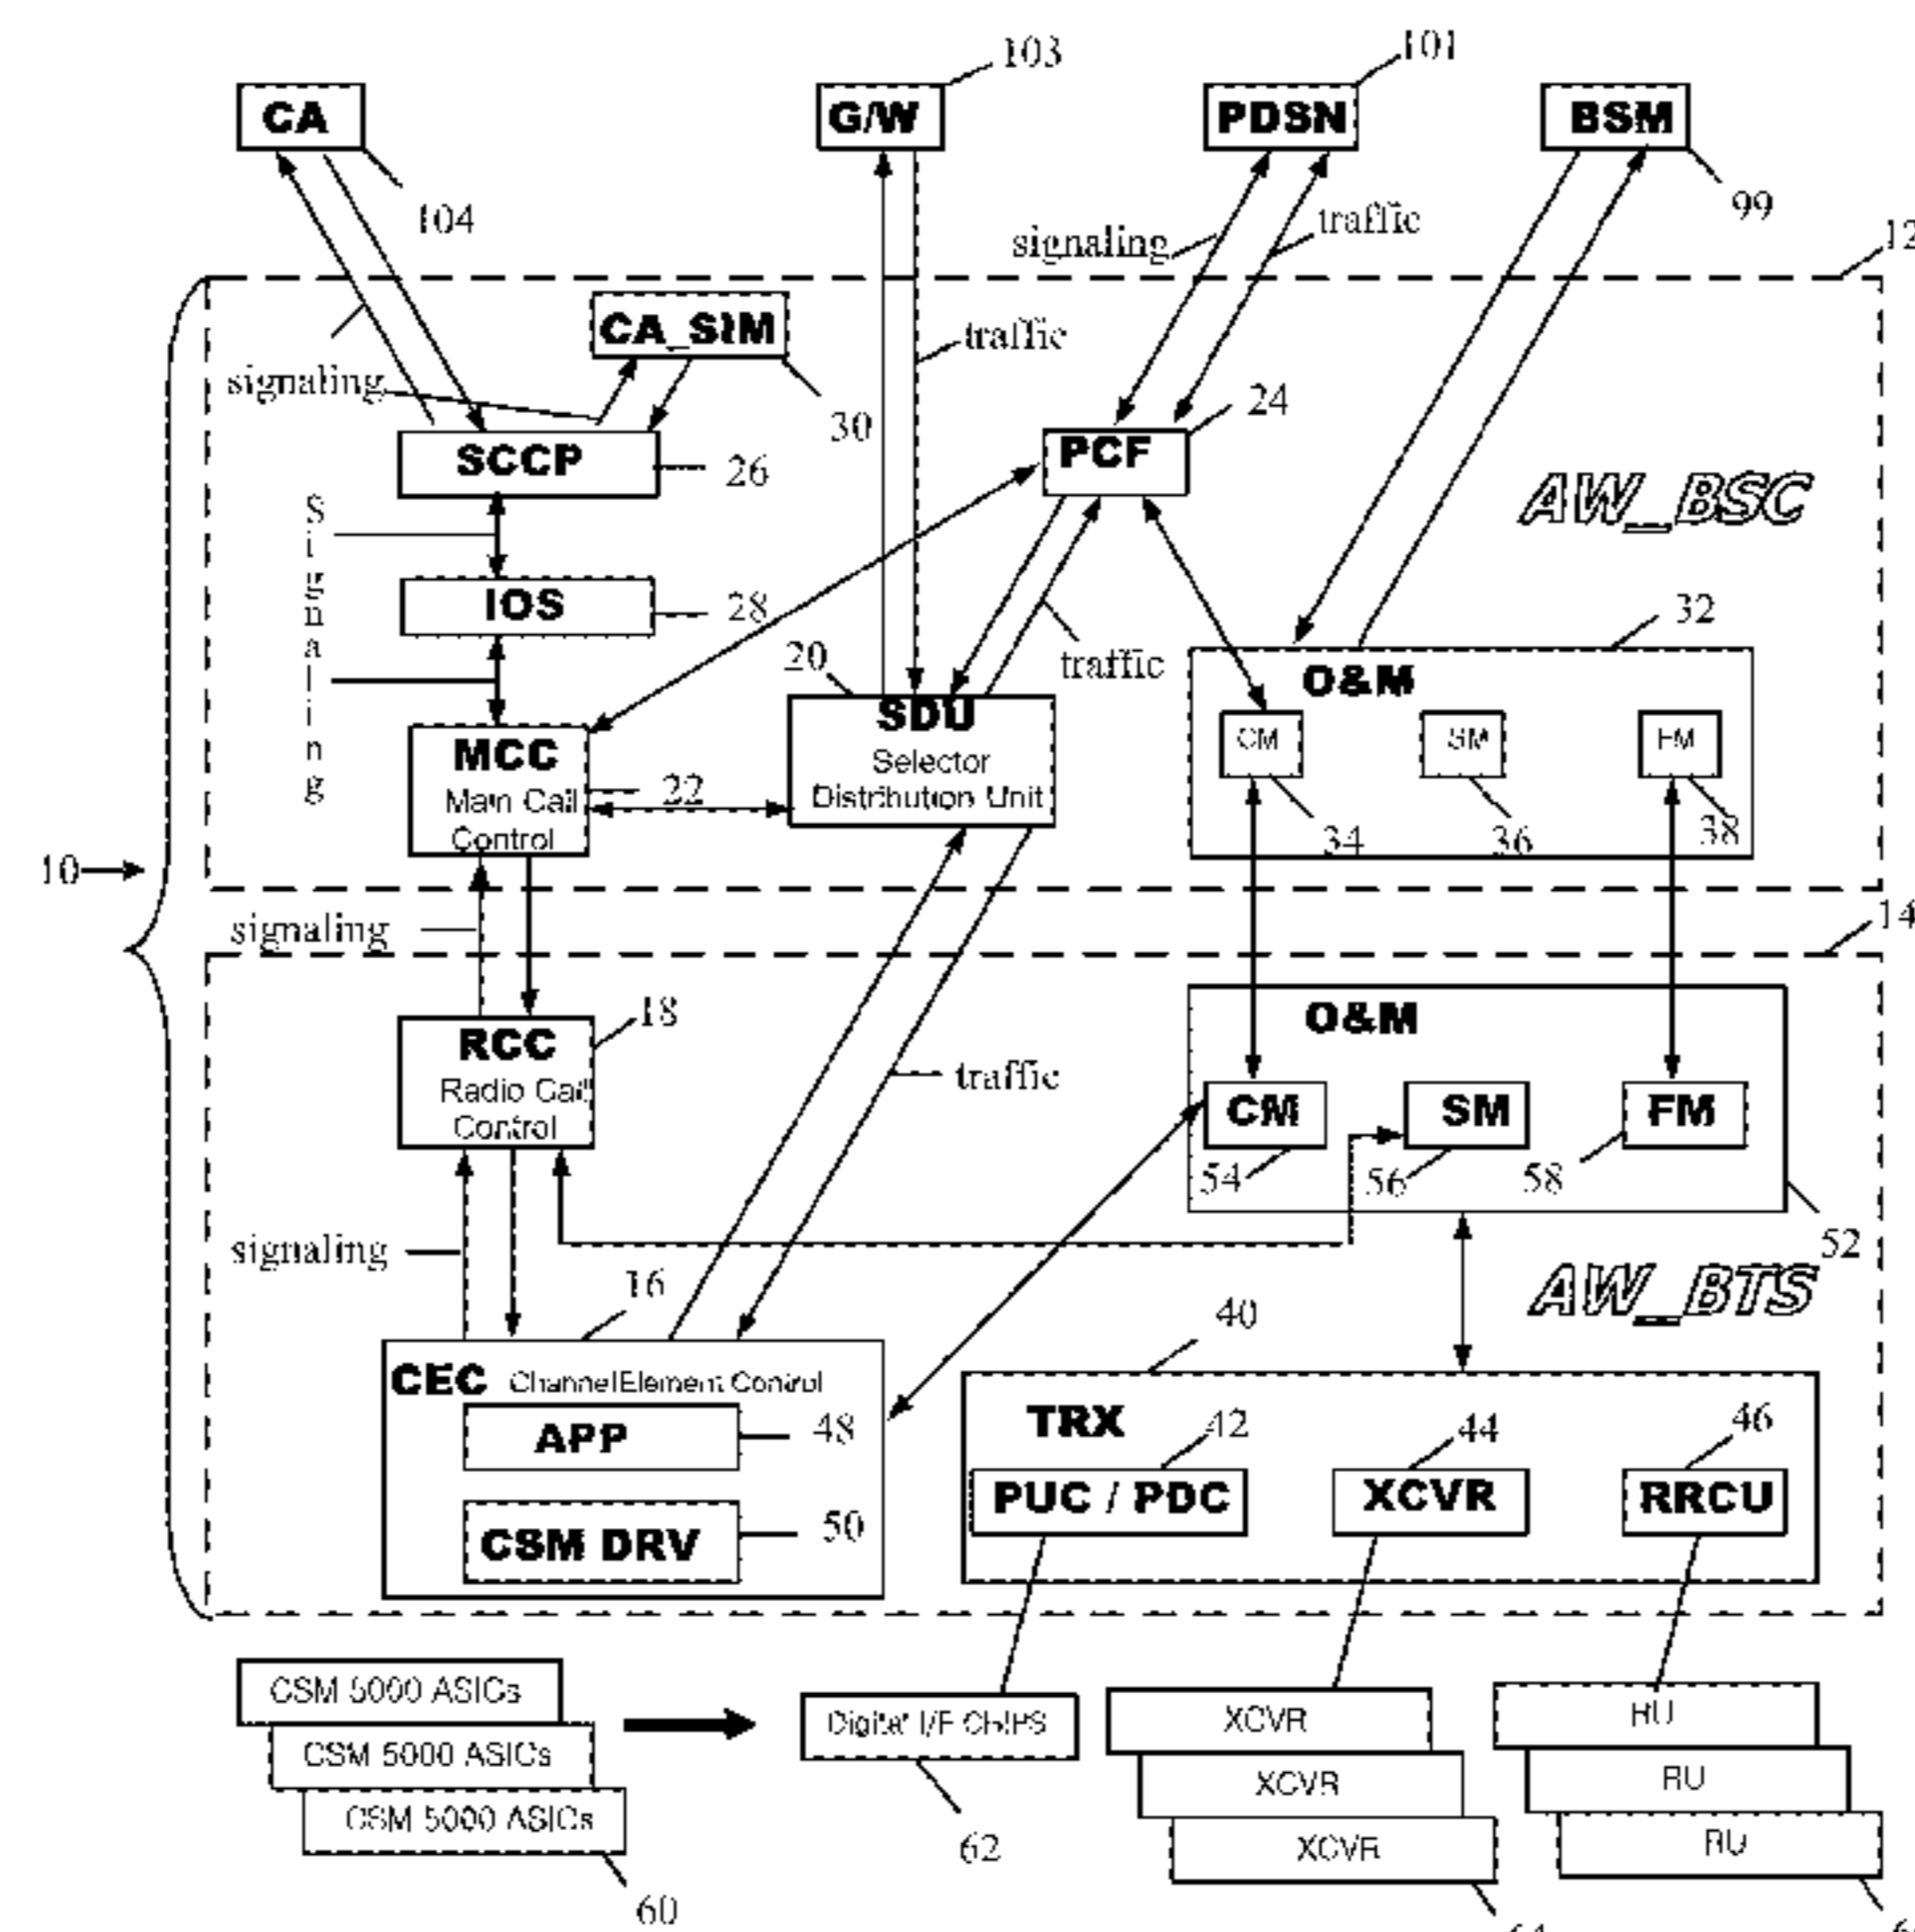 103
101
CA
G/W
PDSN
BSM
104
99
signaling
traffic
12
CA_SIM
traffic
signaling
30
24
SCCP
26
PCF
AW_BSC
Signaling
IOS
28
32
20
traffic
O&M
SDU
MCC
Selector
CM
SM
FM
Main Call
22
Distribution Unit
Control
34
36
38
10
signaling
14
18
O&M
RCC
Radio Call
traffic
Control
CM
SM
FM
54
56
58
signaling
52
16
AW_BTS
40
CEC Channel Element Control
TRX
42
44
46
APP
48
PUC / PDC
XCVR
RRCU
CSM DRV
50
CSM 5000 ASICs
Digital I/F CHIPS
XCVR
RU
CSM 5000 ASICs
XCVR
RU
CSM 5000 ASICs
62
XCVR
RU
60